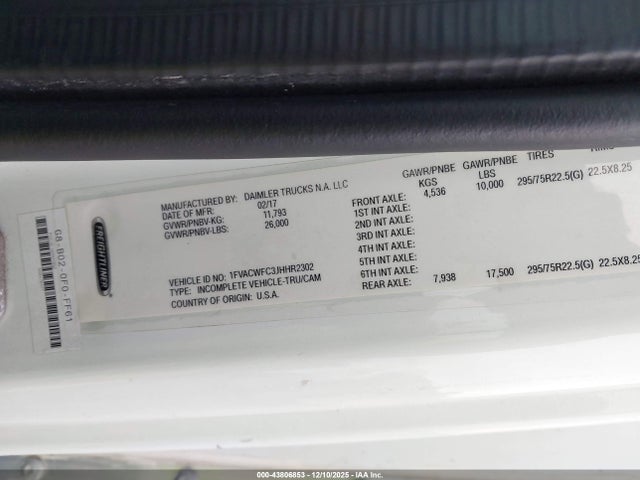 MANUFACTURED BY: DAIMLER TRUCKS N.A. LLC
DATE OF MFR: 02/17
GVWR/PNBV-KG: 11,793
GVWR/PNBV-LBS: 26,000
VEHICLE ID NO: 1FVACWFC3JHHR2302
TYPE: INCOMPLETE VEHICLE-TRU/CAM
COUNTRY OF ORIGIN: U.S.A.
GAWR/PNBE GAWR/PNBE TIRES RIMS
KGS LBS
FRONT AXLE: 4,536 10,000 295/75R22.5(G) 22.5X8.25
1ST INT AXLE:
2ND INT AXLE:
3RD INT AXLE:
4TH INT AXLE:
5TH INT AXLE:
6TH INT AXLE:
REAR AXLE: 7,938 17,500 295/75R22.5(G) 22.5X8.25
FREIGHTLINER
G8-B02-0F0-FF61
000-43806853 - 12/10/2025 - IAA Inc.